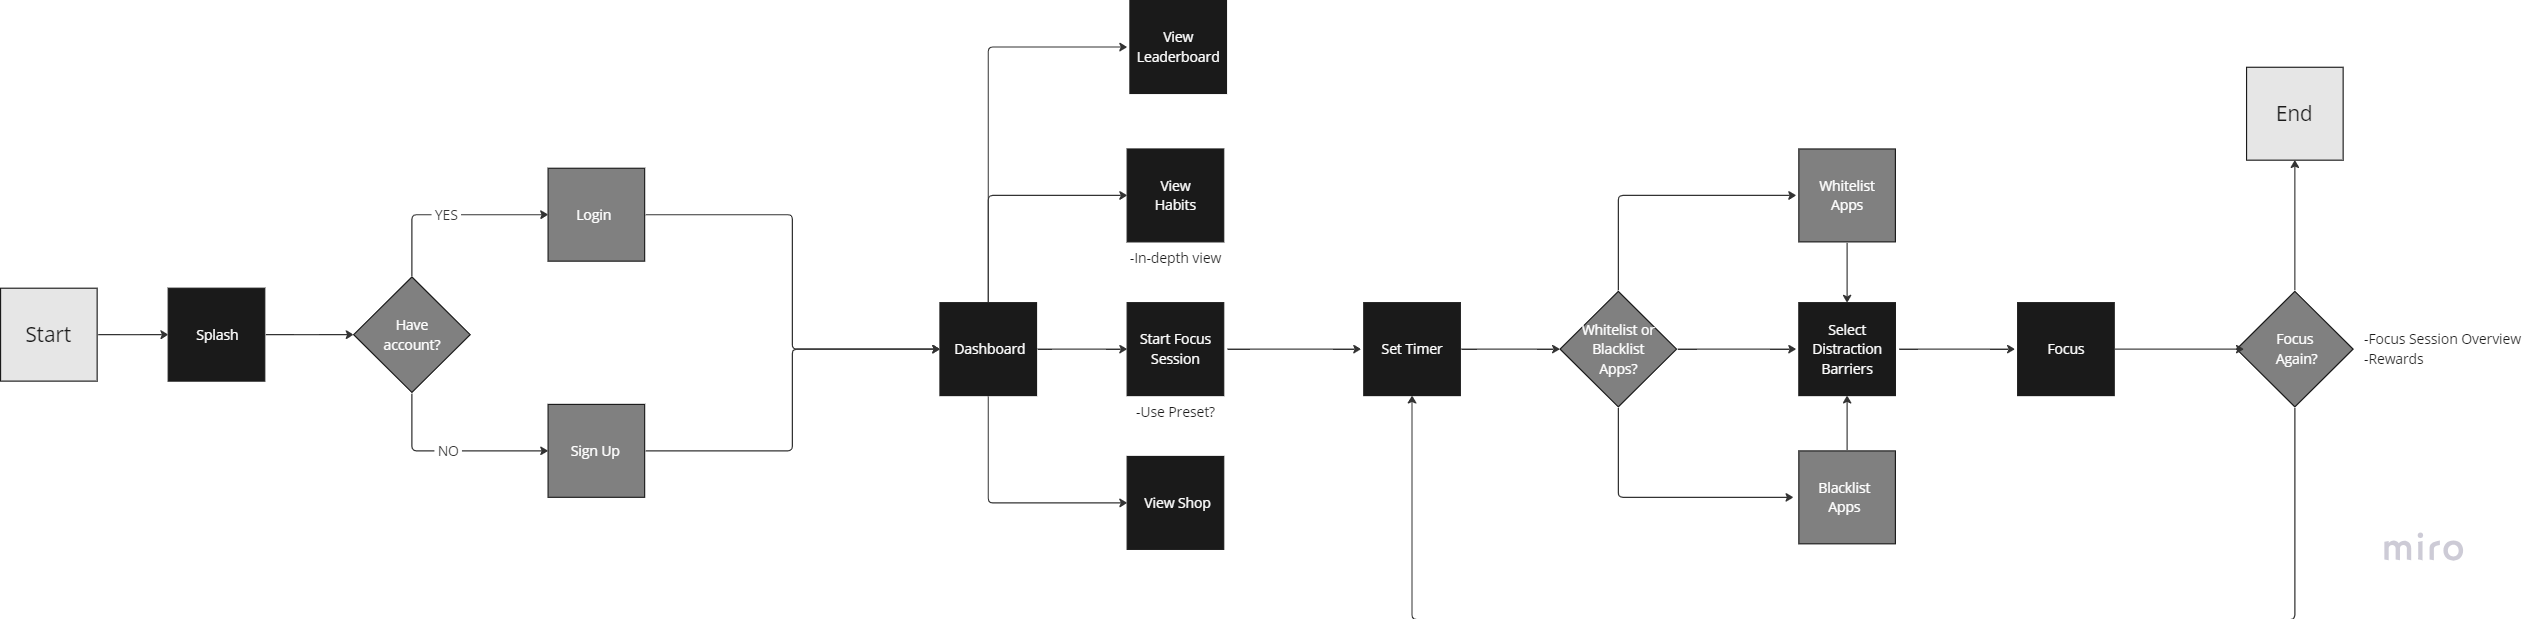 Start
Splash
Have
account?
YES
Login
NO
Sign Up
Dashboard
View
Leaderboard
View
Habits
-In-depth view
Start Focus
Session
-Use Preset?
View Shop
Set Timer
Whitelist or
Blacklist
Apps?
Whitelist
Apps
Select
Distraction
Barriers
Blacklist
Apps
Focus
Focus
Again?
-Focus Session Overview
-Rewards
End
miro